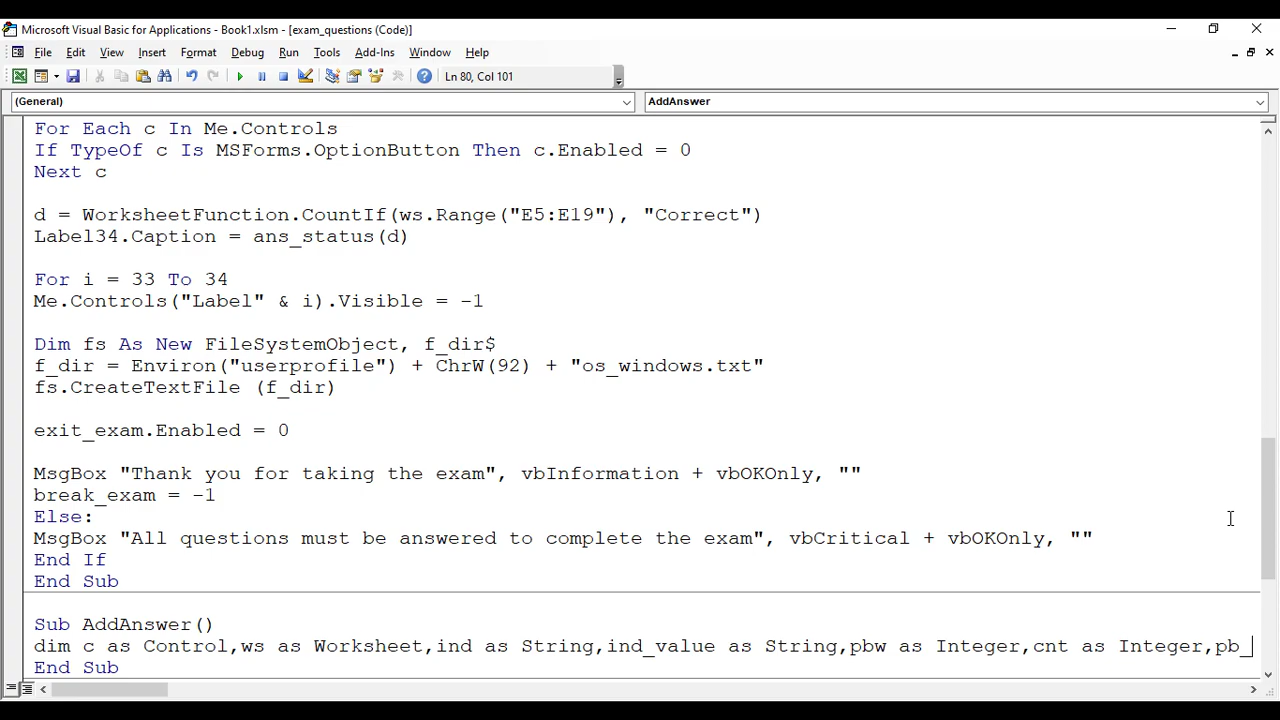 Microsoft Visual Basic for Applications - Book1.xlsm - [exam_questions (Code)]
File Edit View Insert Format Debug Run Tools Add-Ins Window Help
Ln 80, Col 101
(General) AddAnswer
For Each c In Me.Controls
If TypeOf c Is MSForms.OptionButton Then c.Enabled = 0
Next c
d = WorksheetFunction.CountIf(ws.Range("E5:E19"), "Correct")
Label34.Caption = ans_status(d)
For i = 33 To 34
Me.Controls("Label" & i).Visible = -1
Dim fs As New FileSystemObject, f_dir$
f_dir = Environ("userprofile") + ChrW(92) + "os_windows.txt"
fs.CreateTextFile (f_dir)
exit_exam.Enabled = 0
MsgBox "Thank you for taking the exam", vbInformation + vbOKOnly, ""
break_exam = -1
Else:
MsgBox "All questions must be answered to complete the exam", vbCritical + vbOKOnly, ""
End If
End Sub
Sub AddAnswer()
dim c as Control,ws as Worksheet,ind as String,ind_value as String,pbw as Integer,cnt as Integer,pb_
End Sub